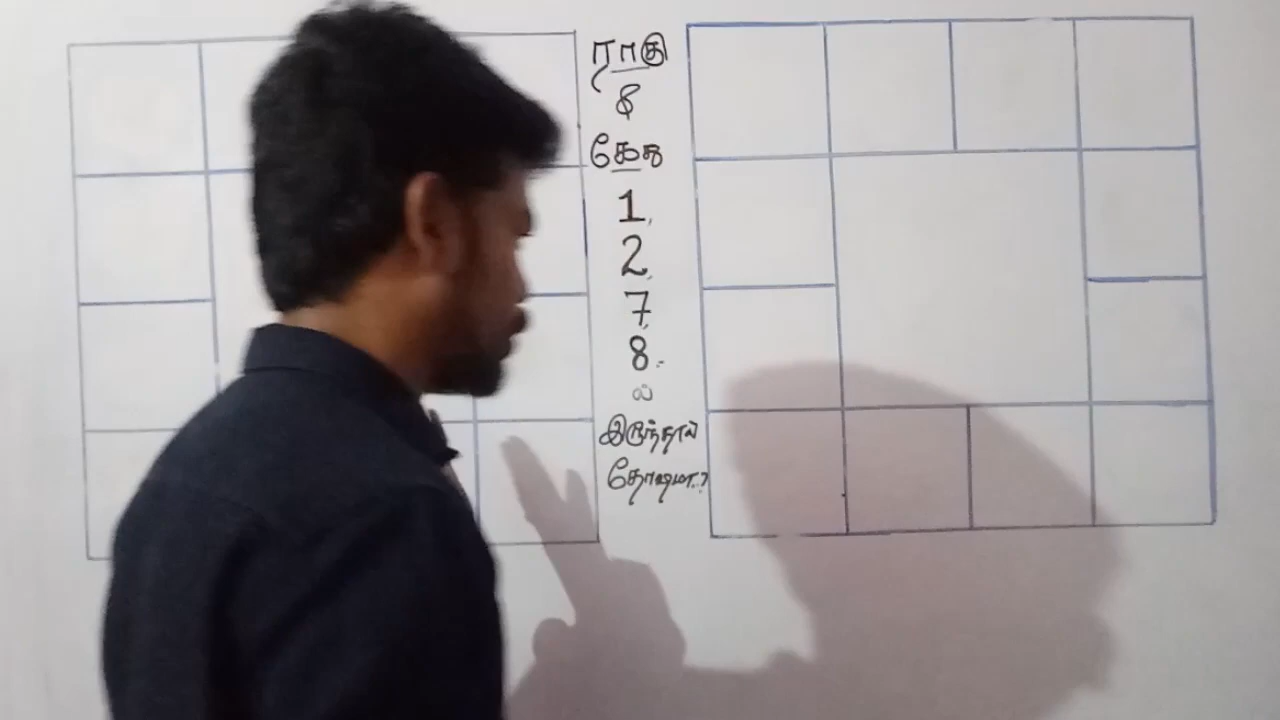 ராகு
&
கேது
1,
2,
7,
8.-
ல்
இருந்தால்
தோஷமா..?